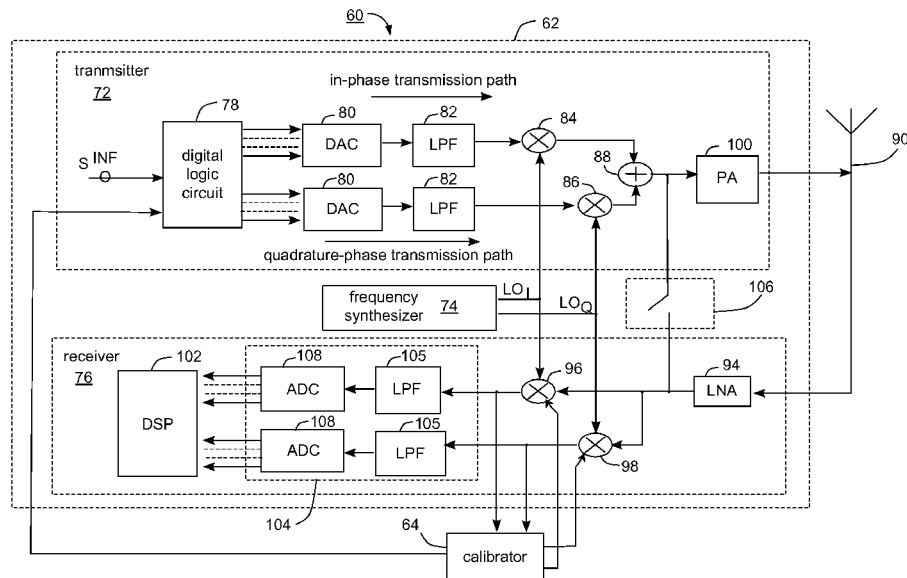 60
62
tranmsitter
72
in-phase transmission path
78
80
82
84
digital
logic
circuit
DAC
LPF
S INF
88
100
PA
90
80
82
86
DAC
LPF
quadrature-phase transmission path
frequency
synthesizer 74
LO I
LO Q
106
receiver
76
102
108
105
96
94
DSP
ADC
LPF
LNA
108
105
ADC
LPF
98
104
64
calibrator